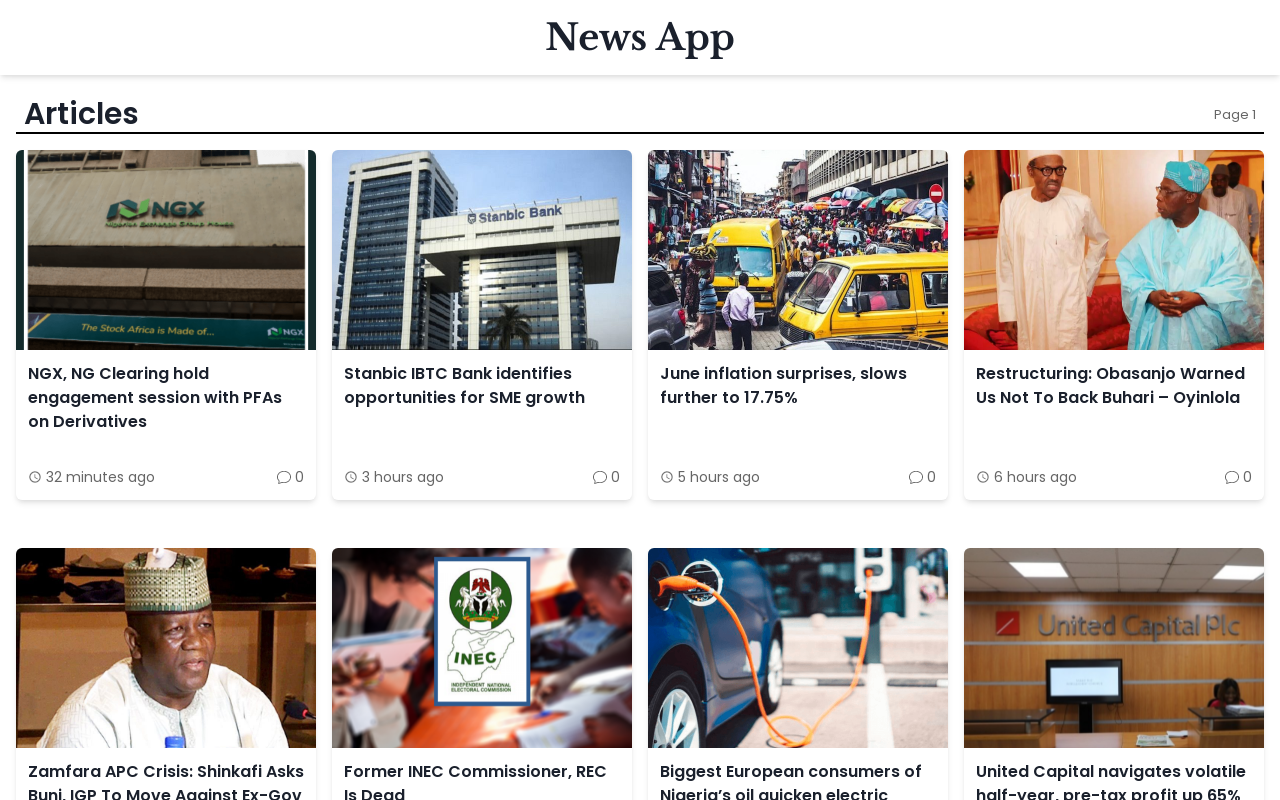 News App
Articles
Page 1
NGX
The Stock Africa is Made of...
NGX
Stanbic Bank
NGX, NG Clearing hold
engagement session with PFAs
on Derivatives
32 minutes ago
0
Stanbic IBTC Bank identifies
opportunities for SME growth
3 hours ago
0
June inflation surprises, slows
further to 17.75%
5 hours ago
0
Restructuring: Obasanjo Warned
Us Not To Back Buhari – Oyinlola
6 hours ago
0
INEC
INDEPENDENT NATIONAL
ELECTORAL COMMISSION
United Capital Plc
Zamfara APC Crisis: Shinkafi Asks
Buni, IGP To Move Against Ex-Gov
Former INEC Commissioner, REC
Is Dead
Biggest European consumers of
Nigeria’s oil quicken electric
United Capital navigates volatile
half-year, pre-tax profit up 65%